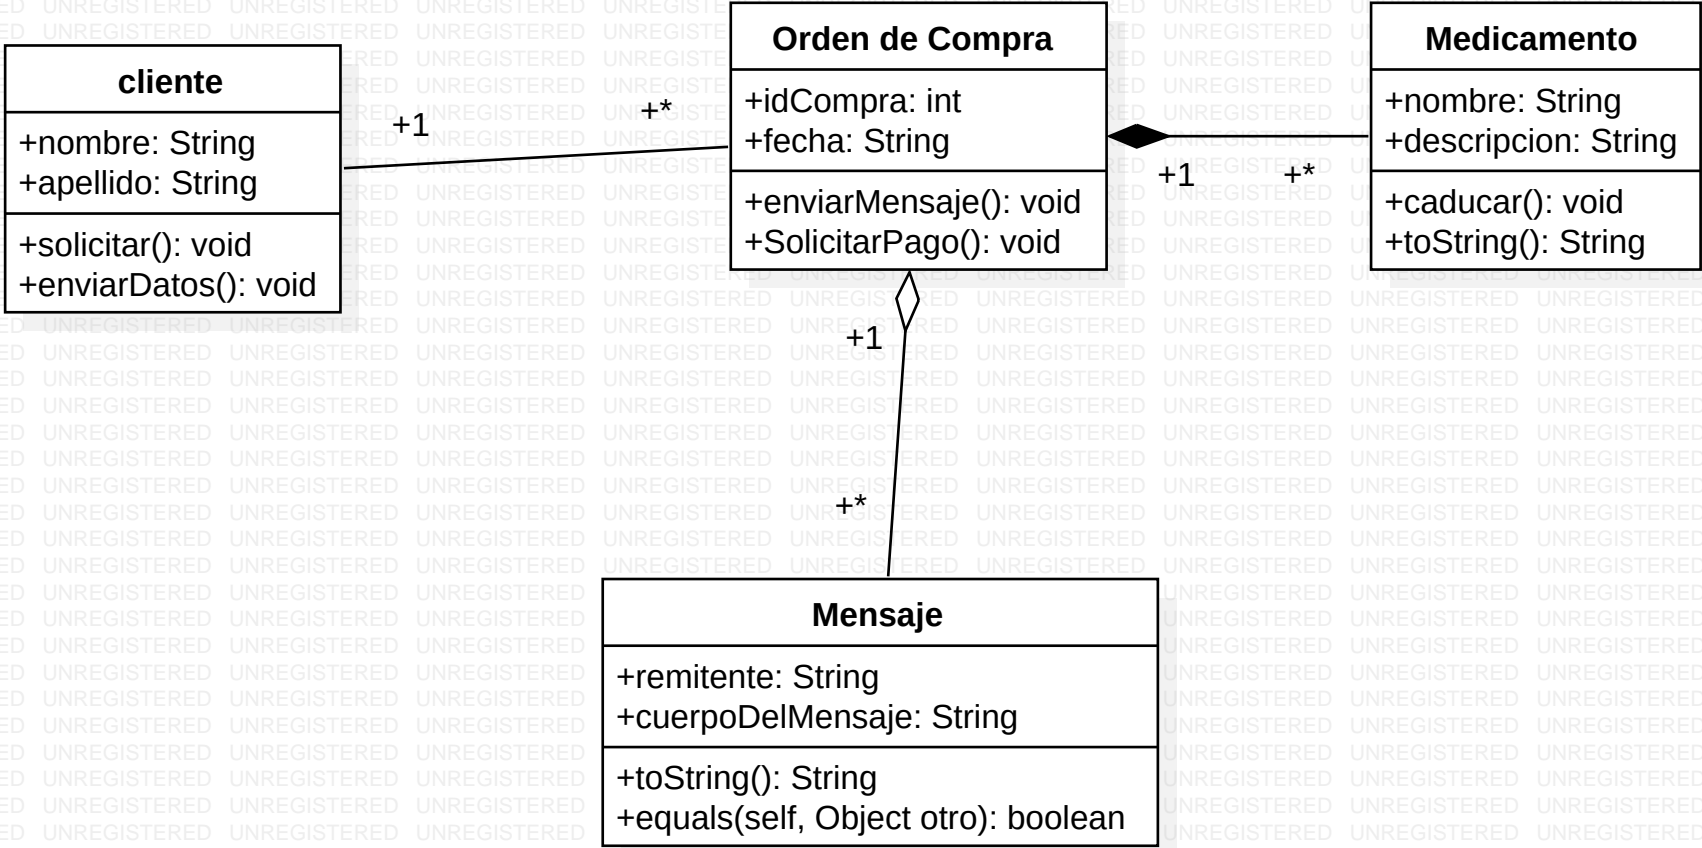 cliente
+nombre: String
+apellido: String
+solicitar(): void
+enviarDatos(): void
+1
+*
Orden de Compra
+idCompra: int
+fecha: String
+enviarMensaje(): void
+SolicitarPago(): void
+1
+*
Medicamento
+nombre: String
+descripcion: String
+caducar(): void
+toString(): String
+1
+*
Mensaje
+remitente: String
+cuerpoDelMensaje: String
+toString(): String
+equals(self, Object otro): boolean
UNREGISTERED